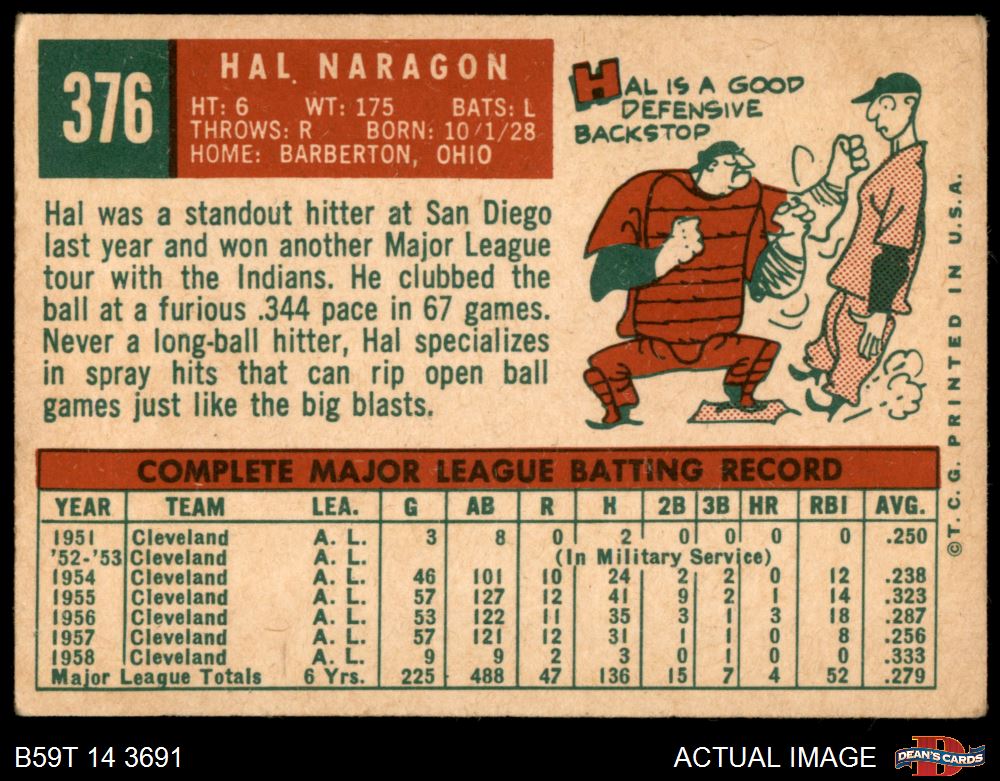 376
HAL NARAGON
HT: 6 WT: 175 BATS: L
THROWS: R BORN: 10/1/28
HOME: BARBERTON, OHIO
HAL IS A GOOD
DEFENSIVE
BACKSTOP
Hal was a standout hitter at San Diego
last year and won another Major League
tour with the Indians. He clubbed the
ball at a furious .344 pace in 67 games.
Never a long-ball hitter, Hal specializes
in spray hits that can rip open ball
games just like the big blasts.
COMPLETE MAJOR LEAGUE BATTING RECORD
YEAR TEAM LEA. G AB R H 2B 3B HR RBI AVG.
1951 Cleveland A. L. 3 8 0 2 0 0 0 0 .250
'52-'53 Cleveland A. L. (In Military Service)
1954 Cleveland A. L. 46 101 10 24 2 2 0 12 .238
1955 Cleveland A. L. 57 127 12 41 9 2 1 14 .323
1956 Cleveland A. L. 53 122 11 35 3 1 3 18 .287
1957 Cleveland A. L. 57 121 12 31 1 1 0 8 .256
1958 Cleveland A. L. 9 9 2 3 0 1 0 0 .333
Major League Totals 6 Yrs. 225 488 47 136 15 7 4 52 .279
© T. C. G. PRINTED IN U.S.A.
B59T 14 3691
ACTUAL IMAGE
D
DEAN'S CARDS